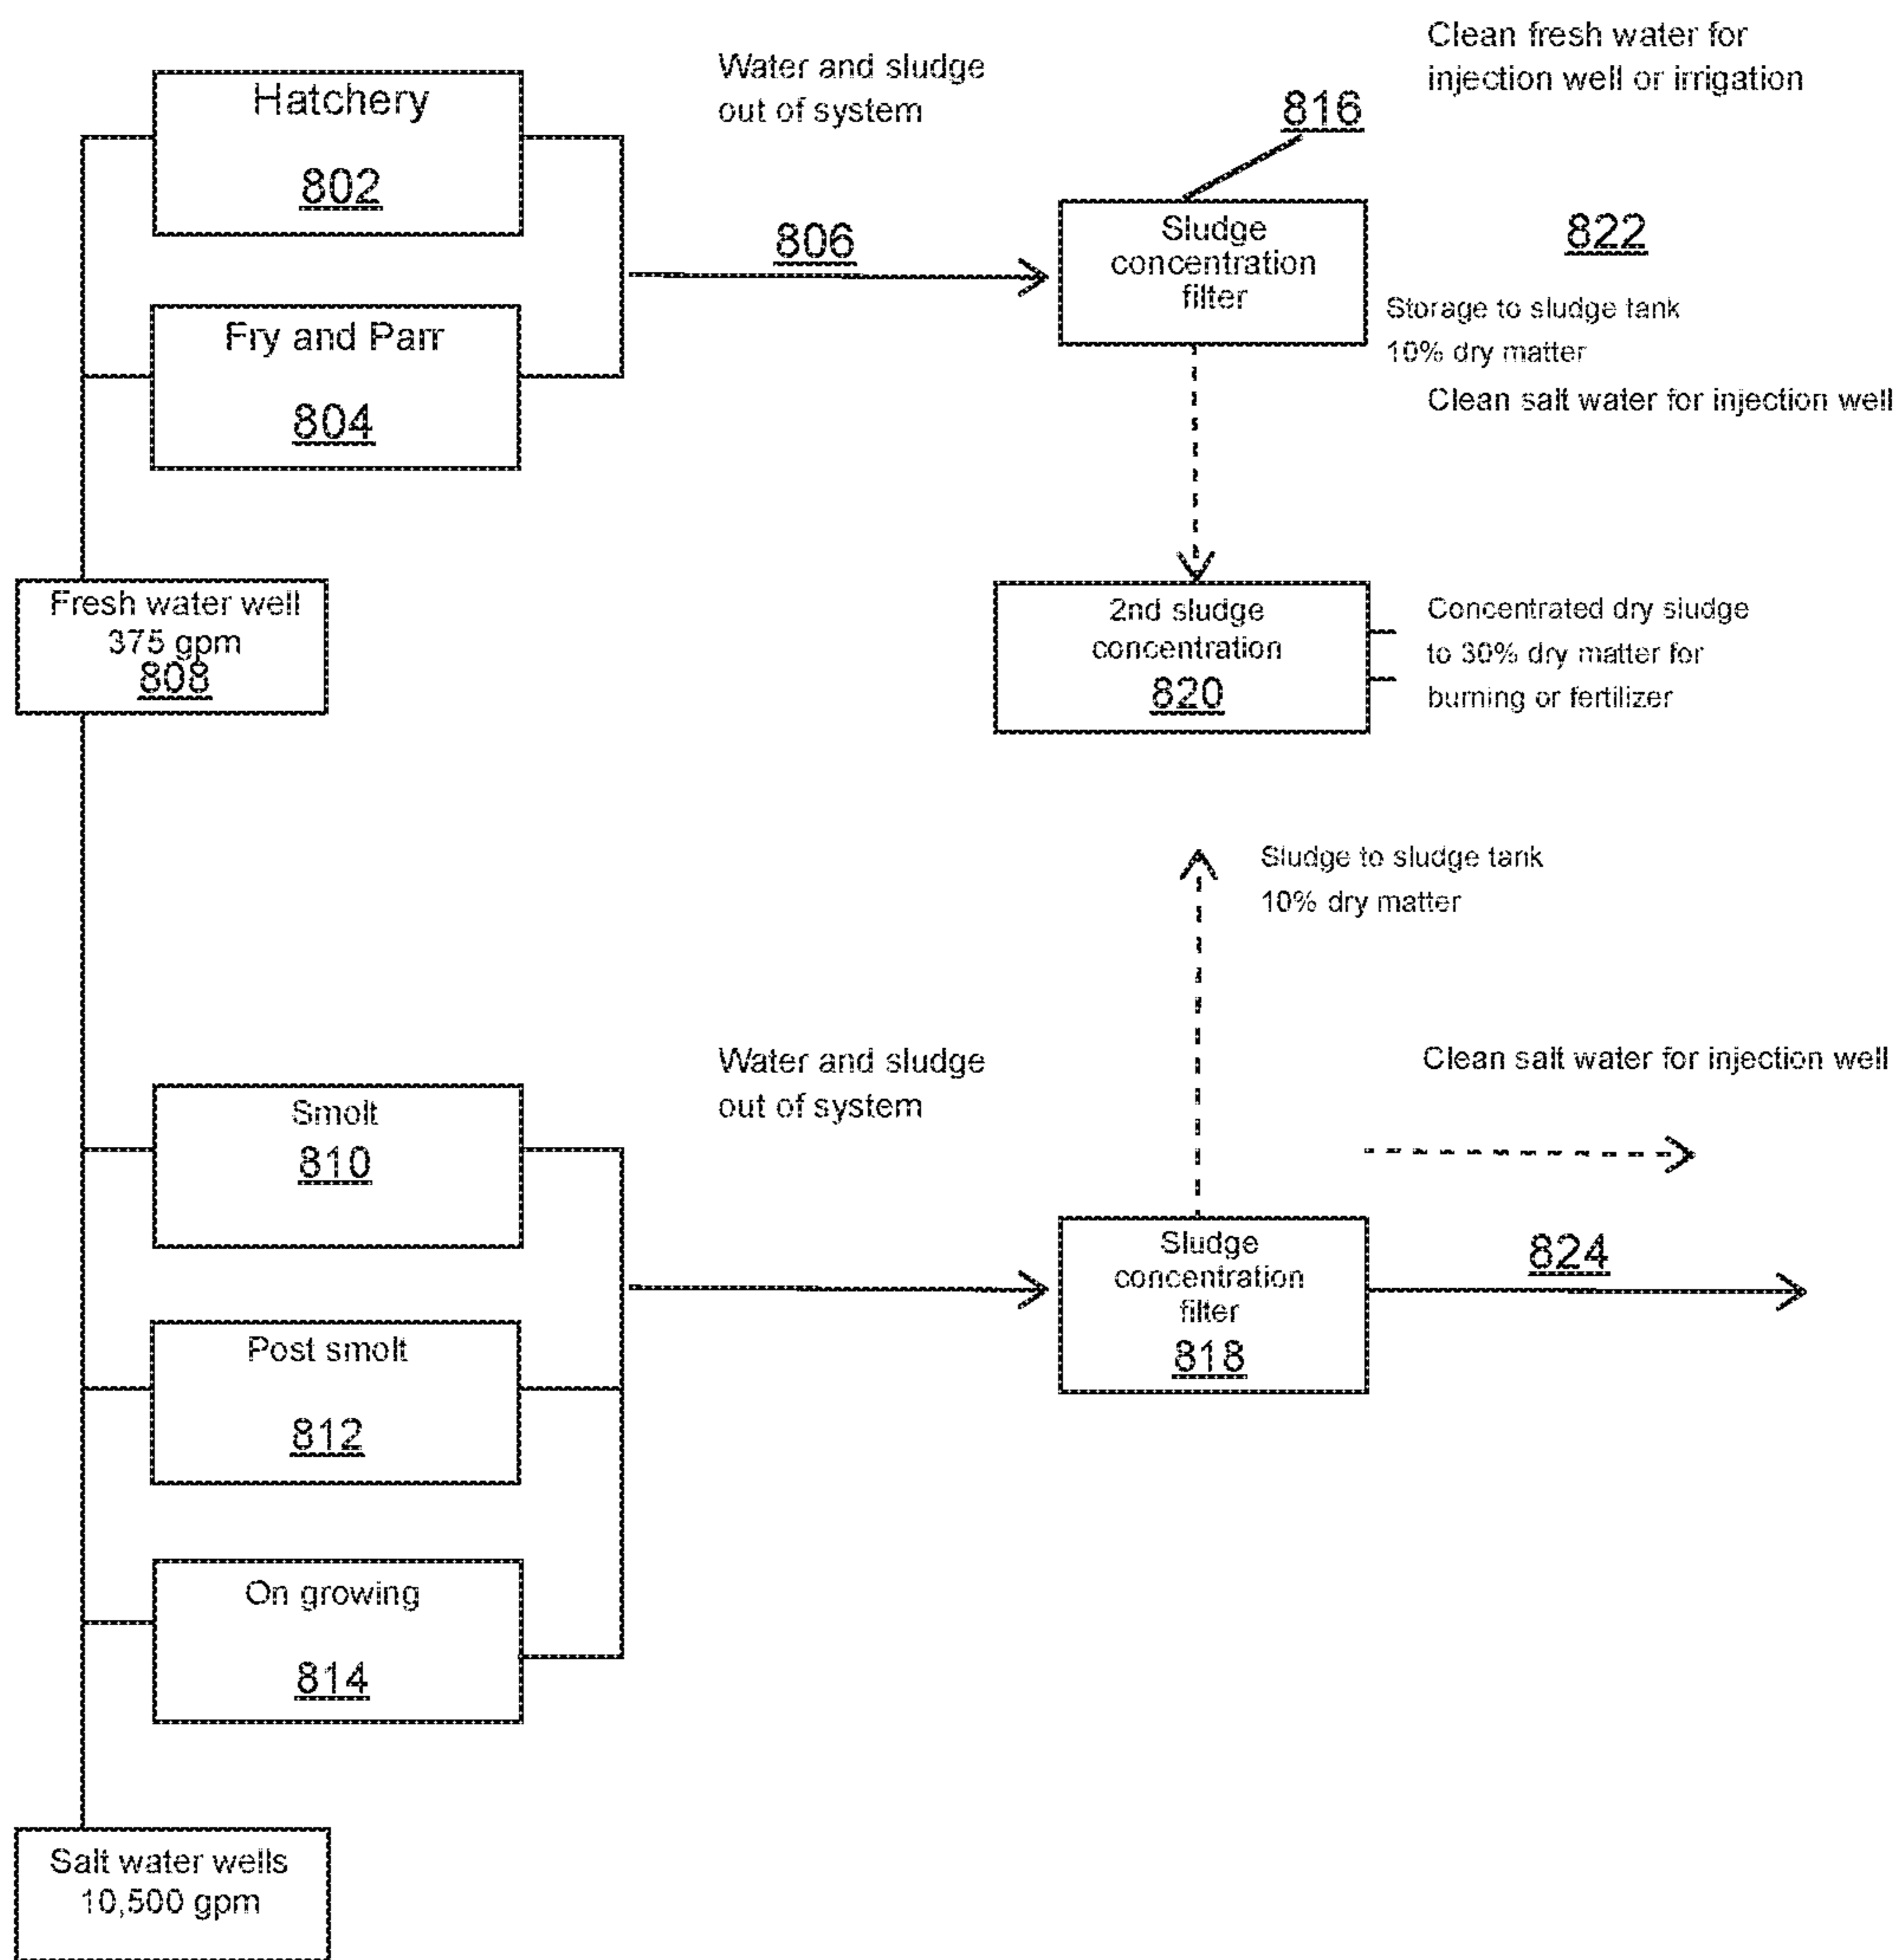 Hatchery
802
Fry and Parr
804
Water and sludge
out of system
806
816
Sludge
concentration
filter
Clean fresh water for
injection well or irrigation
822
Storage to sludge tank
10% dry matter
Clean salt water for injection well
Fresh water well
375 gpm
808
2nd sludge
concentration
820
Concentrated dry sludge
to 30% dry matter for
burning or fertilizer
Sludge to sludge tank
10% dry matter
Smolt
810
Water and sludge
out of system
Clean salt water for injection well
Post smolt
812
Sludge
concentration
filter
818
824
On growing
814
Salt water wells
10,500 gpm